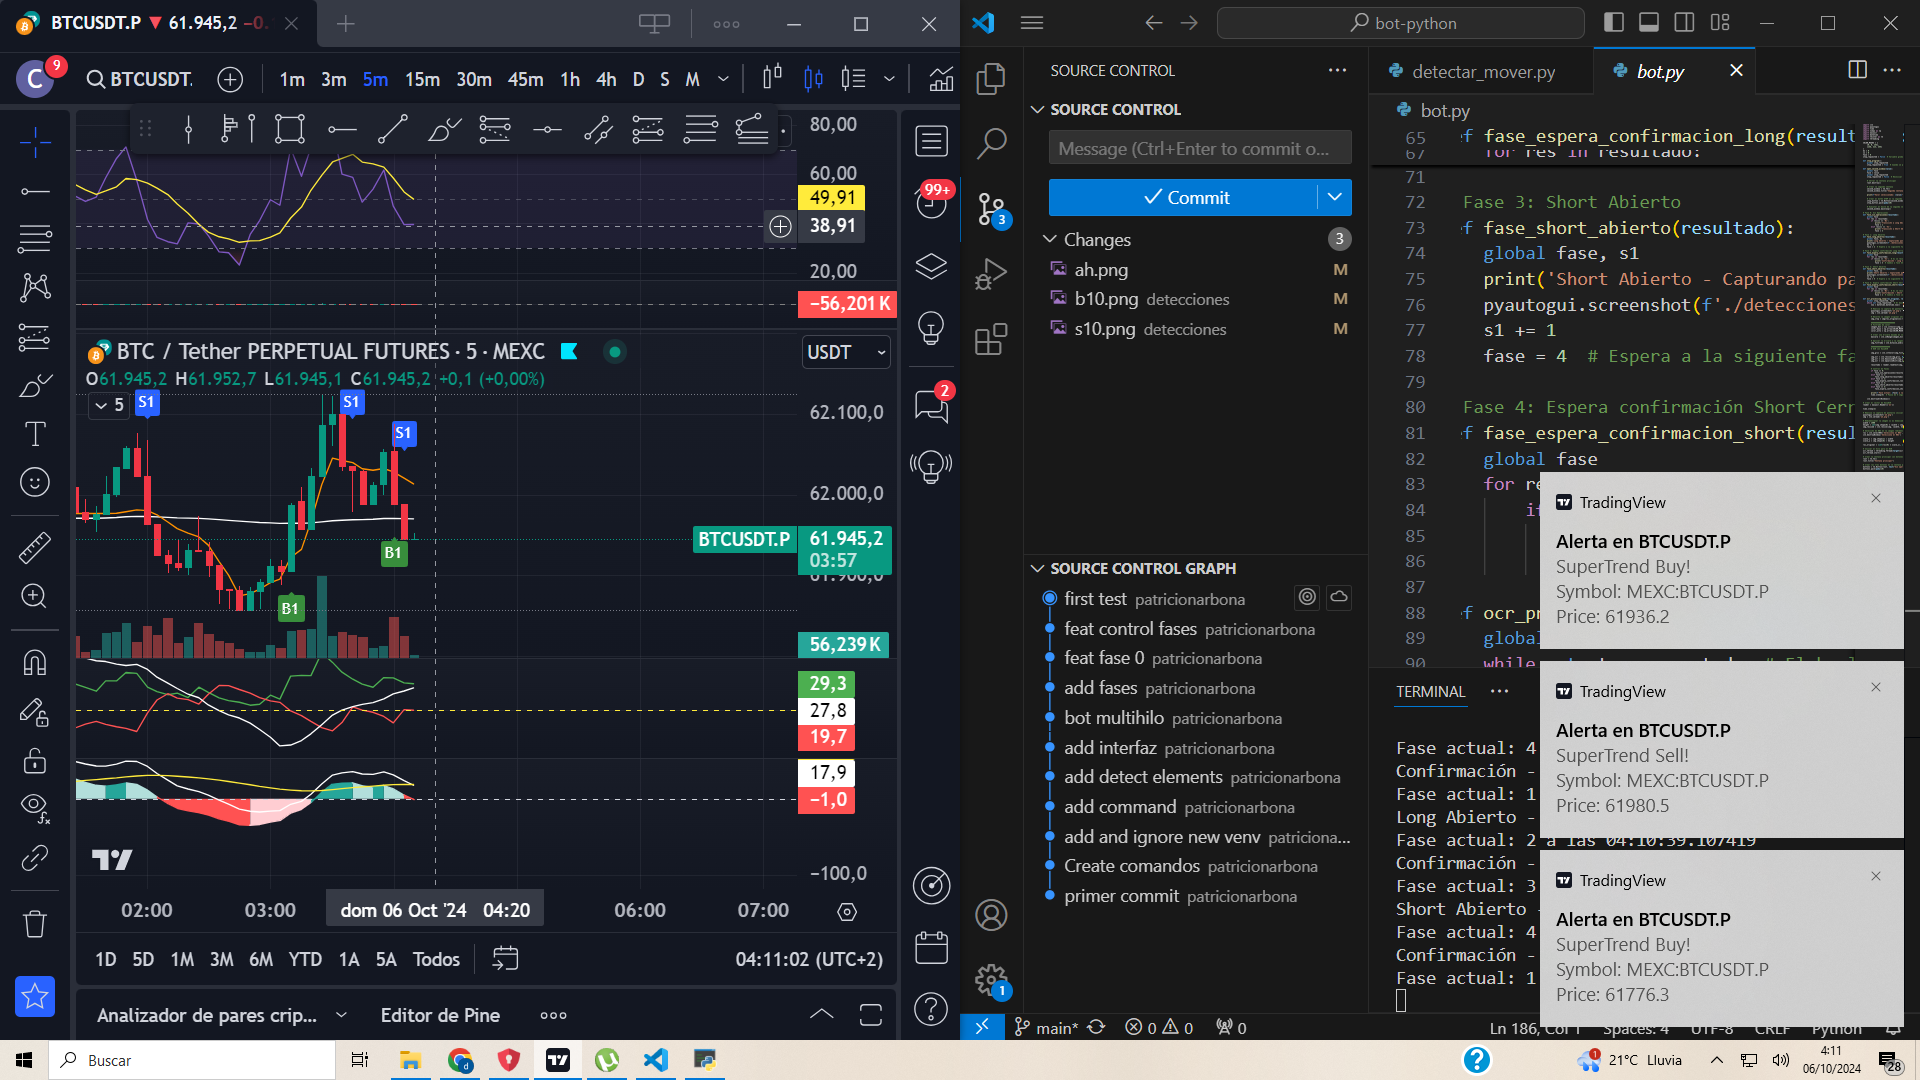 BTCUSDT.P ▼ 61.945,2 −0.
C
9
BTCUSDT.
1m 3m 5m 15m 30m 45m 1h 4h D S M
80,00
60,00
49,91
38,91
20,00
−56,201 K
99+
2
BTC / Tether PERPETUAL FUTURES · 5 · MEXC
USDT
O61.945,2 H61.952,7 L61.945,1 C61.945,2 +0,1 (+0,00%)
5
S1
S1
S1
B1
B1
62.100,0
62.000,0
BTCUSDT.P
61.945,2
03:57
61.900,0
56,239 K
29,3
27,8
19,7
17,9
−1,0
−100,0
02:00 03:00 dom 06 Oct '24 04:20 06:00 07:00
1D 5D 1M 3M 6M YTD 1A 5A Todos
04:11:02 (UTC+2)
Analizador de pares crip...
Editor de Pine
bot-python
SOURCE CONTROL
SOURCE CONTROL
Message (Ctrl+Enter to commit o...
Commit
Changes 3
ah.png M
b10.png detecciones M
s10.png detecciones M
3
SOURCE CONTROL GRAPH
first test patricionarbona
feat control fases patricionarbona
feat fase 0 patricionarbona
add fases patricionarbona
bot multihilo patricionarbona
add interfaz patricionarbona
add detect elements patricionarbona
add command patricionarbona
add and ignore new venv patriciona...
Create comandos patricionarbona
primer commit patricionarbona
1
detectar_mover.py
bot.py
bot.py
65 f fase_espera_confirmacion_long(result
67 for res in resultado:
71
72 Fase 3: Short Abierto
73 f fase_short_abierto(resultado):
74 global fase, s1
75 print('Short Abierto - Capturando pa
76 pyautogui.screenshot(f'./detecciones
77 s1 += 1
78 fase = 4 # Espera a la siguiente fa
79
80 Fase 4: Espera confirmación Short Cerr
81 f fase_espera_confirmacion_short(resul
82 global fase
83 for re
84 if
85
86
87
88 f ocr_pr
89 global
90 while
TERMINAL
Fase actual: 4
Confirmación -
Fase actual: 1
Long Abierto -
Fase actual: 2 a las 04:10:39.107419
Confirmación -
Fase actual: 3
Short Abierto -
Fase actual: 4
Confirmación -
Fase actual: 1
TradingView
Alerta en BTCUSDT.P
SuperTrend Buy!
Symbol: MEXC:BTCUSDT.P
Price: 61936.2
TradingView
Alerta en BTCUSDT.P
SuperTrend Sell!
Symbol: MEXC:BTCUSDT.P
Price: 61980.5
TradingView
Alerta en BTCUSDT.P
SuperTrend Buy!
Symbol: MEXC:BTCUSDT.P
Price: 61776.3
main* 0 0 0
Ln 186, Col 1 Spaces: 4 UTF-8 CRLF Python
Buscar
1
21°C Lluvia
4:11
06/10/2024
28